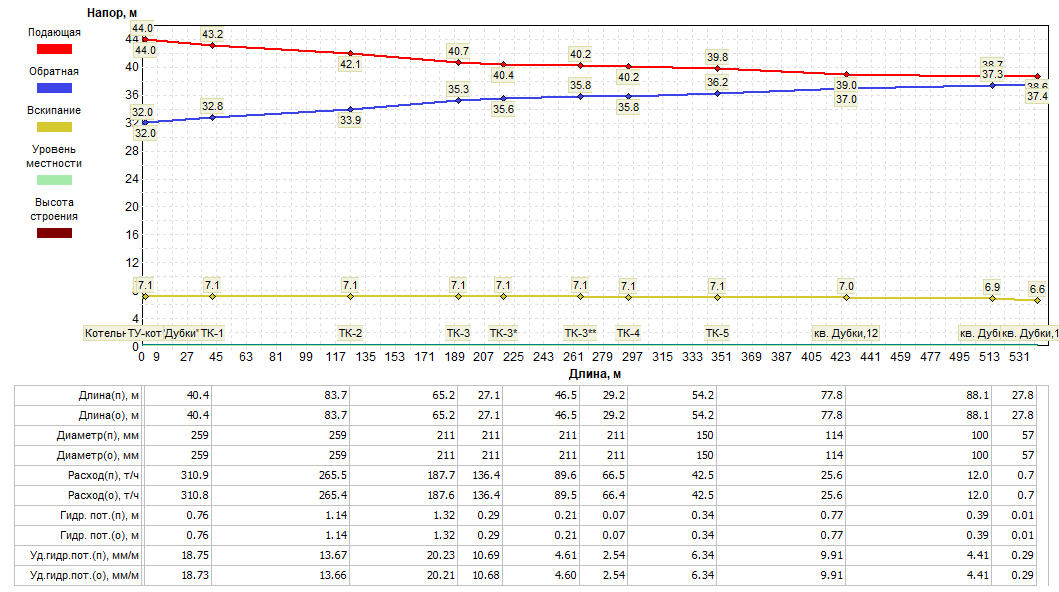 Напор, м
Подающая
Обратная
Вскипание
Уровень
местности
Высота
строения
44.0 43.2 42.1 40.7 40.4 40.2 40.2 39.8 39.0 38.7 38.6
44.0
32.0 32.8 33.9 35.3 35.6 35.8 35.8 36.2 37.0 37.3 37.4
32.0
7.1 7.1 7.1 7.1 7.1 7.1 7.1 7.1 7.0 6.9 6.6
44
40
36
32
28
24
20
16
12
8
4
0
ТУ-кот "Дубки" ТК-1 ТК-2 ТК-3 ТК-3* ТК-3** ТК-4 ТК-5 кв. Дубки,12
0 9 27 45 63 81 99 117 135 153 171 189 207 225 243 261 279 297 315 333 351 369 387 405 423 441 459 477 495 513 531
Длина, м
Длина(п), м 40.4 83.7 65.2 27.1 46.5 29.2 54.2 77.8 88.1 27.8
Длина(о), м 40.4 83.7 65.2 27.1 46.5 29.2 54.2 77.8 88.1 27.8
Диаметр(п), мм 259 259 211 211 211 211 150 114 100 57
Диаметр(о), мм 259 259 211 211 211 211 150 114 100 57
Расход(п), т/ч 310.9 265.5 187.7 136.4 89.6 66.5 42.5 25.6 12.0 0.7
Расход(о), т/ч 310.8 265.4 187.6 136.4 89.5 66.4 42.5 25.6 12.0 0.7
Гидр. пот.(п), м 0.76 1.14 1.32 0.29 0.21 0.07 0.34 0.77 0.39 0.01
Гидр. пот.(о), м 0.76 1.14 1.32 0.29 0.21 0.07 0.34 0.77 0.39 0.01
Уд.гидр.пот.(п), мм/м 18.75 13.67 20.23 10.69 4.61 2.54 6.34 9.91 4.41 0.29
Уд.гидр.пот.(о), мм/м 18.73 13.66 20.21 10.68 4.60 2.54 6.34 9.91 4.41 0.29